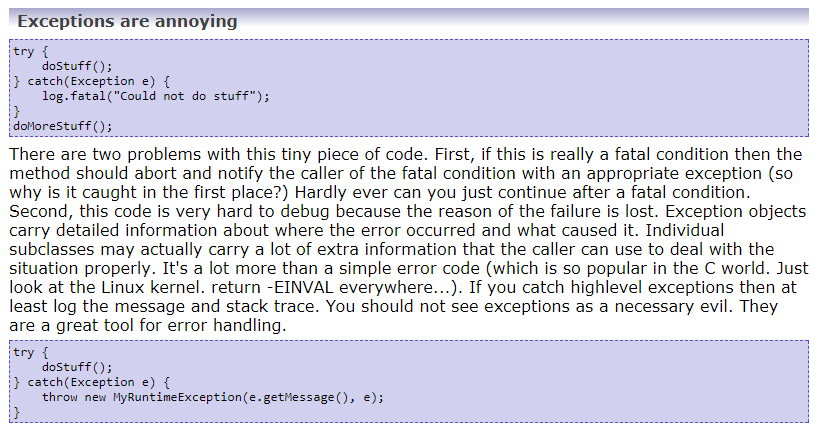 Exceptions are annoying
try {
    doStuff();
} catch(Exception e) {
    log.fatal("Could not do stuff");
}
doMoreStuff();
There are two problems with this tiny piece of code. First, if this is really a fatal condition then the
method should abort and notify the caller of the fatal condition with an appropriate exception (so
why is it caught in the first place?) Hardly ever can you just continue after a fatal condition.
Second, this code is very hard to debug because the reason of the failure is lost. Exception objects
carry detailed information about where the error occurred and what caused it. Individual
subclasses may actually carry a lot of extra information that the caller can use to deal with the
situation properly. It's a lot more than a simple error code (which is so popular in the C world. Just
look at the Linux kernel. return -EINVAL everywhere...). If you catch highlevel exceptions then at
least log the message and stack trace. You should not see exceptions as a necessary evil. They
are a great tool for error handling.
try {
    doStuff();
} catch(Exception e) {
    throw new MyRuntimeException(e.getMessage(), e);
}